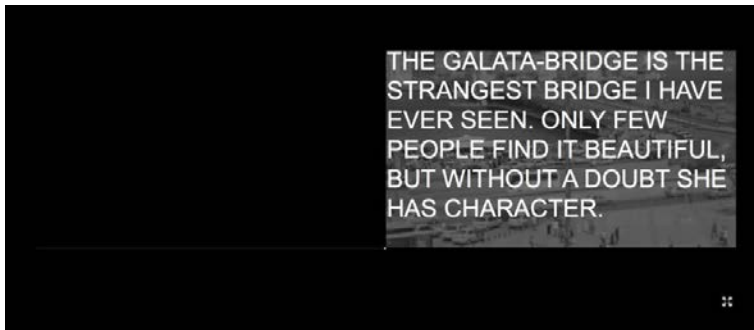 THE GALATA-BRIDGE IS THE
STRANGEST BRIDGE I HAVE
EVER SEEN. ONLY FEW
PEOPLE FIND IT BEAUTIFUL,
BUT WITHOUT A DOUBT SHE
HAS CHARACTER.